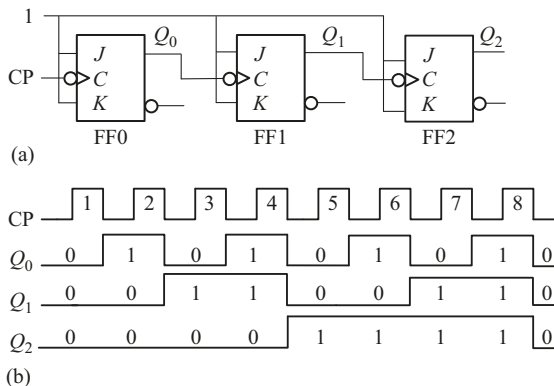 1
J Q0 J Q1 J Q2
CP C C C
K K K
FF0 FF1 FF2
(a)
CP 1 2 3 4 5 6 7 8
Q0 0 1 0 1 0 1 0 1 0
Q1 0 0 1 1 0 0 1 1 0
Q2 0 0 0 0 1 1 1 1 0
(b)